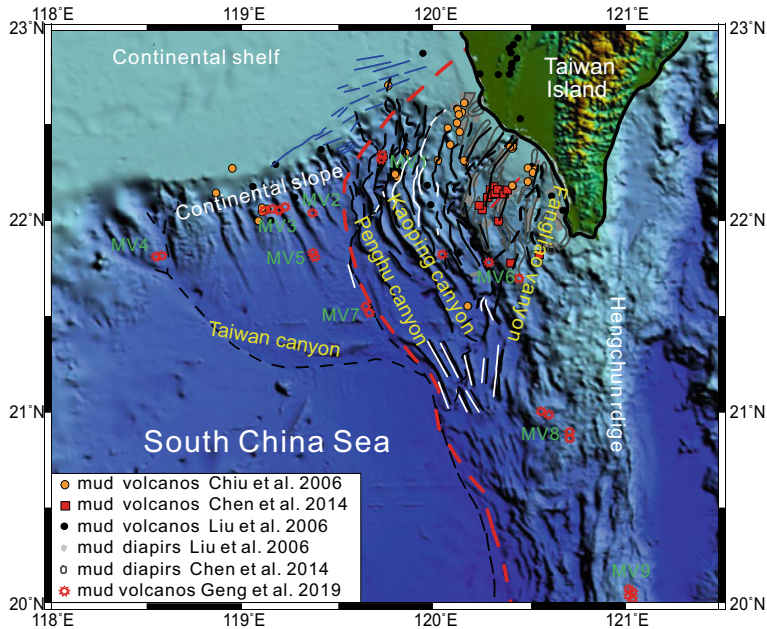 118°E 119°E 120°E 121°E
23°N 23°N
Continental shelf
Taiwan
Island
Continental slope
MV2
MV3
22°N 22°N
MV4
MV5
MV6
MV7
Kaoping canyon
Penghu canyon
Fangliao vanyon
Taiwan canyon
Hengchun rdige
21°N 21°N
MV8
South China Sea
mud volcanos Chiu et al. 2006
mud volcanos Chen et al. 2014
mud volcanos Liu et al. 2006
mud diapirs Liu et al. 2006
mud diapirs Chen et al. 2014
mud volcanos Geng et al. 2019
MV9
20°N 20°N
118°E 119°E 120°E 121°E